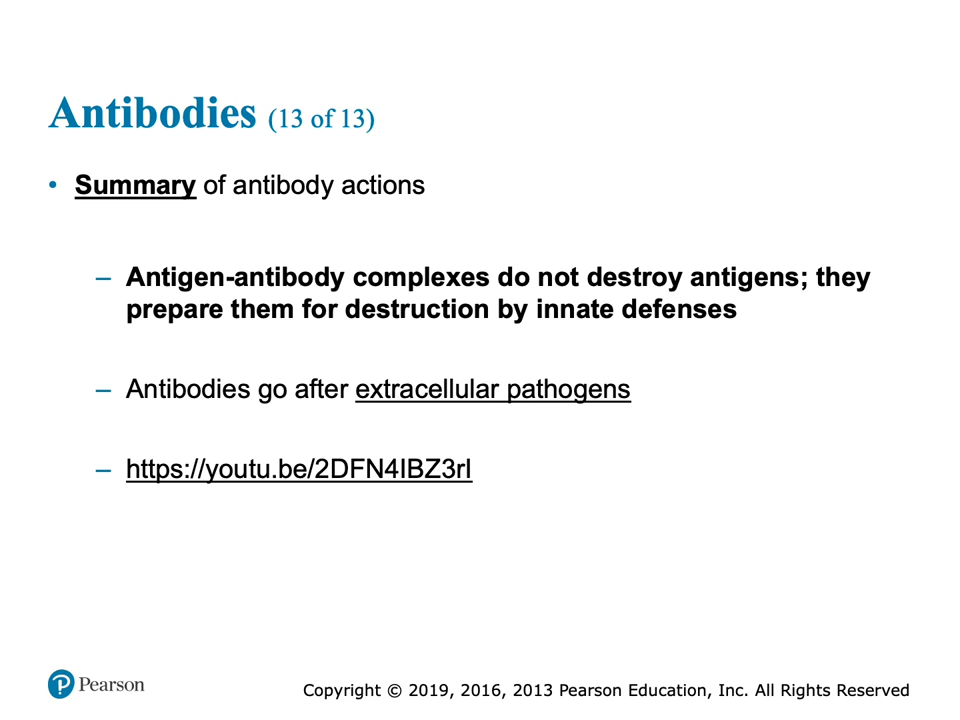 Antibodies (13 of 13)
• Summary of antibody actions
– Antigen-antibody complexes do not destroy antigens; they
prepare them for destruction by innate defenses
– Antibodies go after extracellular pathogens
– https://youtu.be/2DFN4IBZ3rI
Pearson
Copyright © 2019, 2016, 2013 Pearson Education, Inc. All Rights Reserved